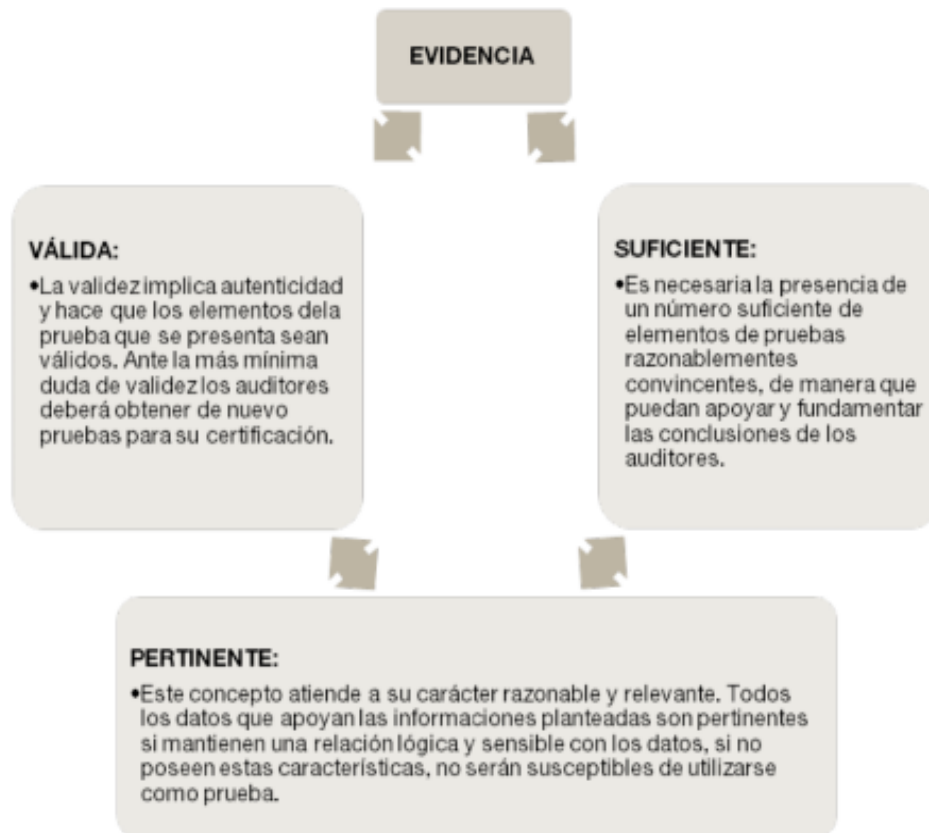 EVIDENCIA
VÁLIDA:
•La validez implica autenticidad
y hace que los elementos dela
prueba que se presenta sean
válidos. Ante la más mínima
duda de validez los auditores
deberá obtener de nuevo
pruebas para su certificación.
SUFICIENTE:
•Es necesaria la presencia de
un número suficiente de
elementos de pruebas
razonablementes
convincentes, de manera que
puedan apoyar y fundamentar
las conclusiones de los
auditores.
PERTINENTE:
•Este concepto atiende a su carácter razonable y relevante. Todos
los datos que apoyan las informaciones planteadas son pertinentes
si mantienen una relación lógica y sensible con los datos, si no
poseen estas características, no serán susceptibles de utilizarse
como prueba.